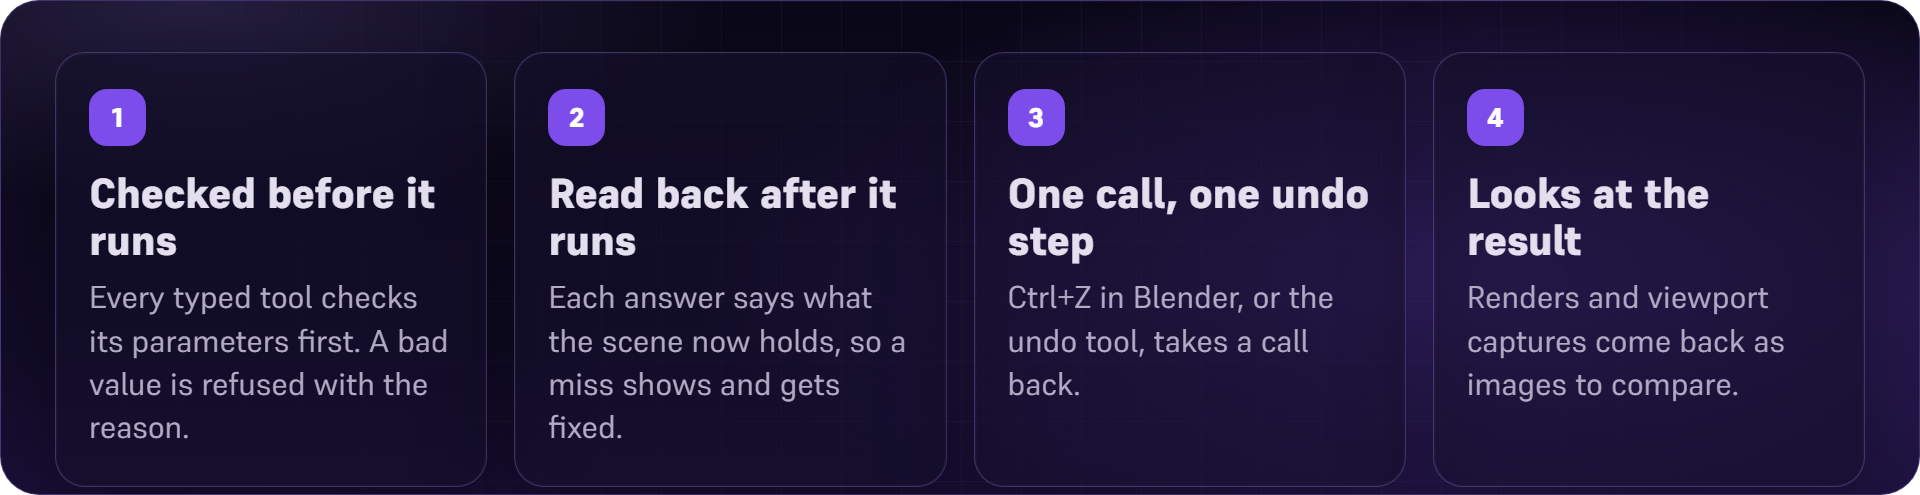 1
Checked before it
runs
Every typed tool checks
its parameters first. A bad
value is refused with the
reason.
2
Read back after it
runs
Each answer says what
the scene now holds, so a
miss shows and gets
fixed.
3
One call, one undo
step
Ctrl+Z in Blender, or the
undo tool, takes a call
back.
4
Looks at the
result
Renders and viewport
captures come back as
images to compare.